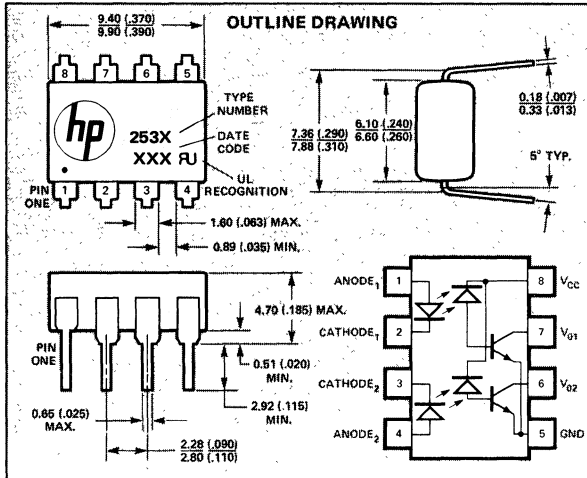 OUTLINE DRAWING
9.40 (.370)
9.90 (.390)
8 7 6 5
hp
TYPE
NUMBER
253X
DATE
CODE
XXX RU
UL
RECOGNITION
PIN
ONE
1 2 3 4
1.60 (.063) MAX.
0.89 (.035) MIN.
7.36 (.290)
7.88 (.310)
6.10 (.240)
6.60 (.260)
0.18 (.007)
0.33 (.013)
5° TYP.
PIN
ONE
4.70 (.185) MAX.
0.51 (.020)
MIN.
2.92 (.115)
MIN.
0.65 (.025)
MAX.
2.28 (.090)
2.80 (.110)
ANODE1 1 8 VCC
CATHODE1 2 7 V01
CATHODE2 3 6 V02
ANODE2 4 5 GND